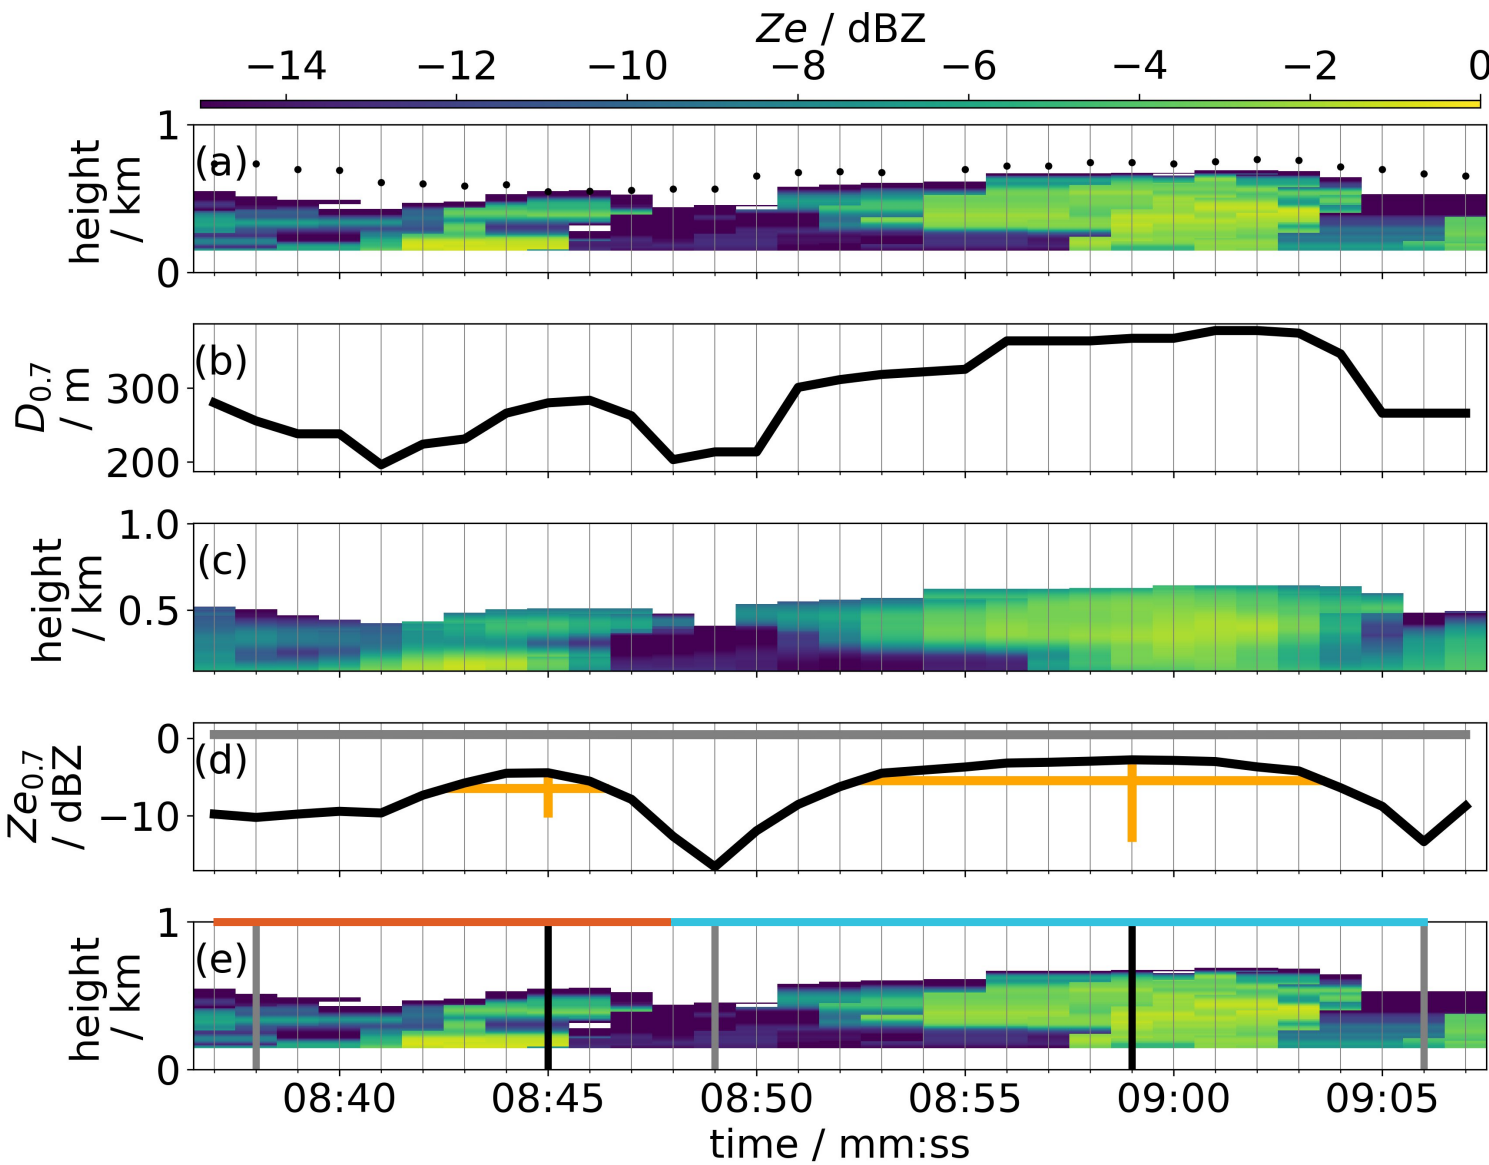 Ze / dBZ
−14 −12 −10 −8 −6 −4 −2 0
(a)
height
/ km
1
0
(b)
D0.7
/ m
300
200
(c)
height
/ km
1.0
0.5
(d)
Ze0.7
/ dBZ
0
−10
(e)
height
/ km
1
0
08:40 08:45 08:50 08:55 09:00 09:05
time / mm:ss